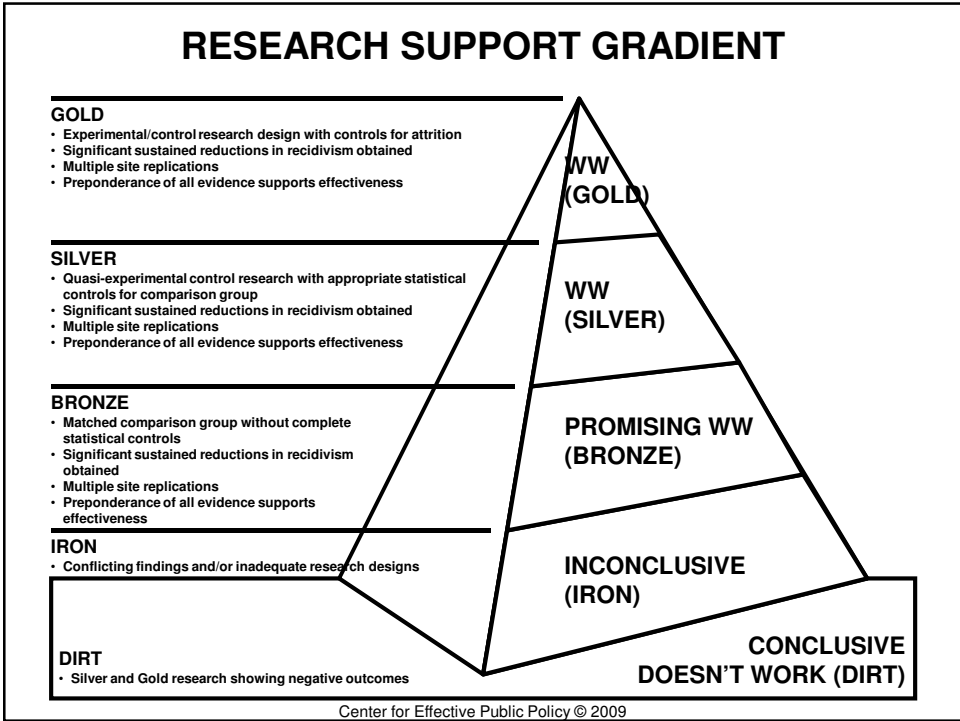 RESEARCH SUPPORT GRADIENT
GOLD
• Experimental/control research design with controls for attrition
• Significant sustained reductions in recidivism obtained
• Multiple site replications
• Preponderance of all evidence supports effectiveness
WW
(GOLD)
SILVER
• Quasi-experimental control research with appropriate statistical
controls for comparison group
• Significant sustained reductions in recidivism obtained
• Multiple site replications
• Preponderance of all evidence supports effectiveness
WW
(SILVER)
BRONZE
• Matched comparison group without complete
statistical controls
• Significant sustained reductions in recidivism
obtained
• Multiple site replications
• Preponderance of all evidence supports
effectiveness
PROMISING WW
(BRONZE)
IRON
• Conflicting findings and/or inadequate research designs
INCONCLUSIVE
(IRON)
DIRT
• Silver and Gold research showing negative outcomes
CONCLUSIVE
DOESN'T WORK (DIRT)
Center for Effective Public Policy © 2009